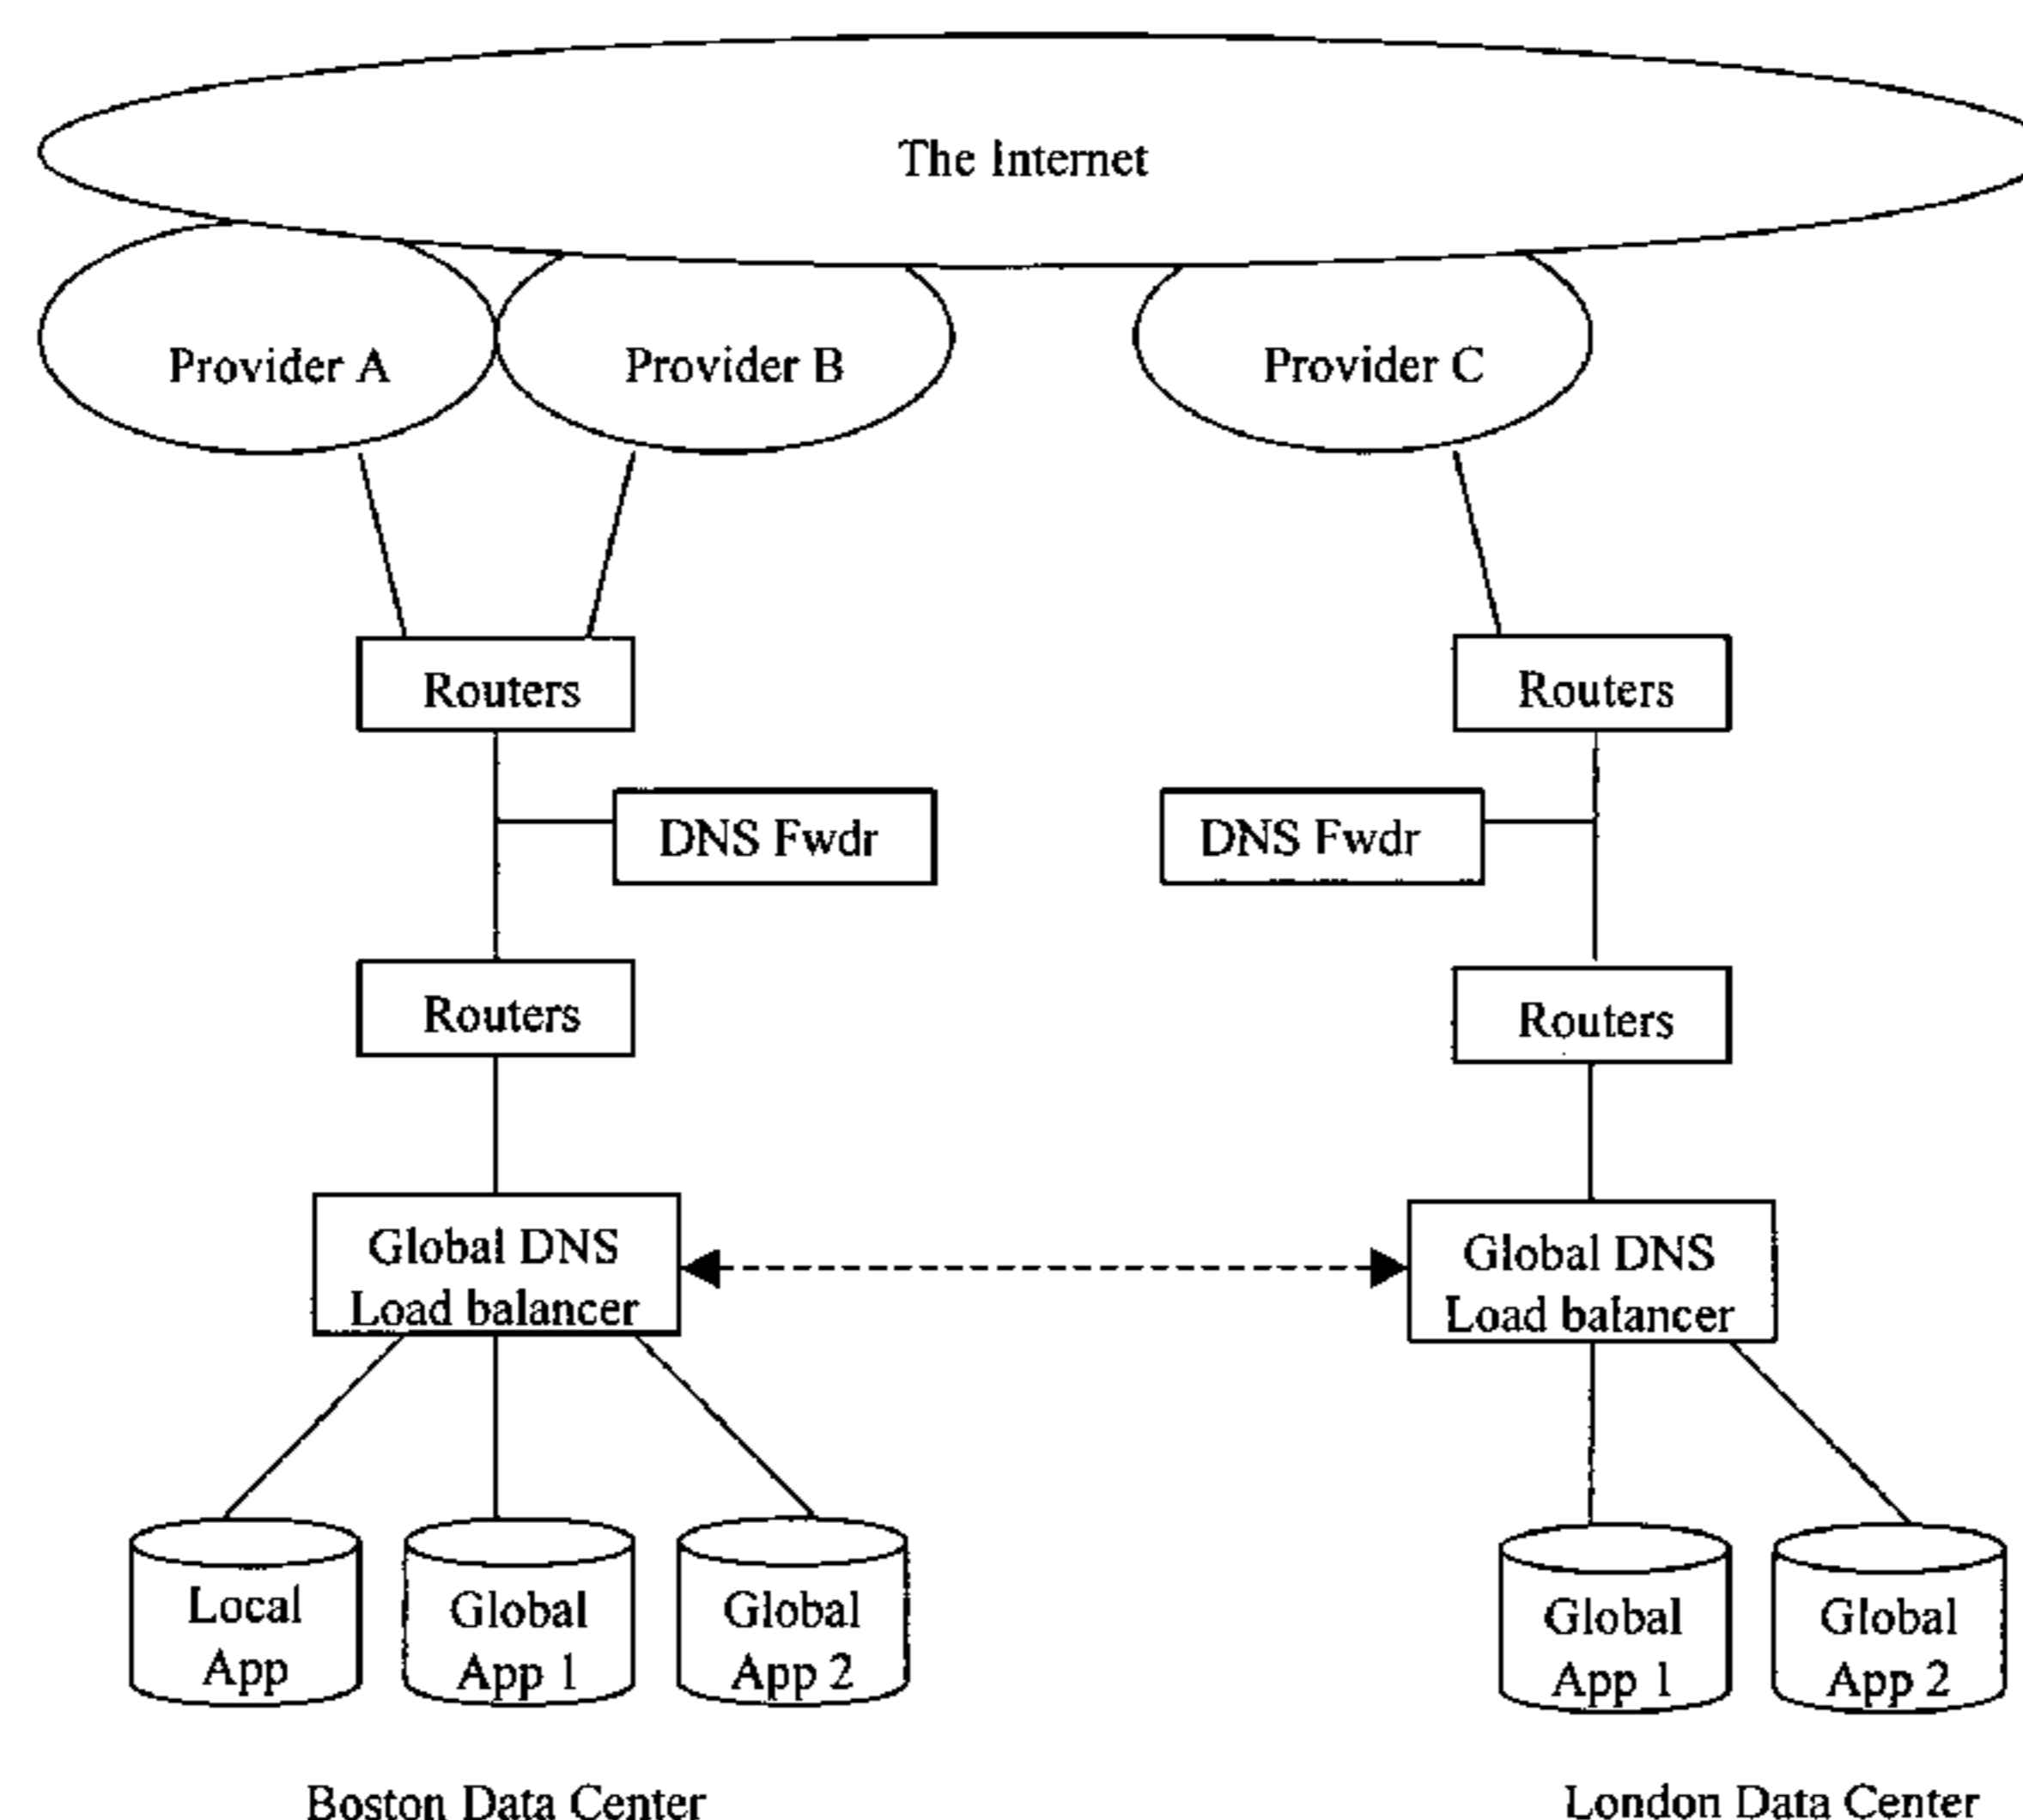 The Internet
Provider A
Provider B
Provider C
Routers
Routers
DNS Fwdr
DNS Fwdr
Routers
Routers
Global DNS
Load balancer
Global DNS
Load balancer
Local
App
Global
App 1
Global
App 2
Global
App 1
Global
App 2
Boston Data Center
London Data Center